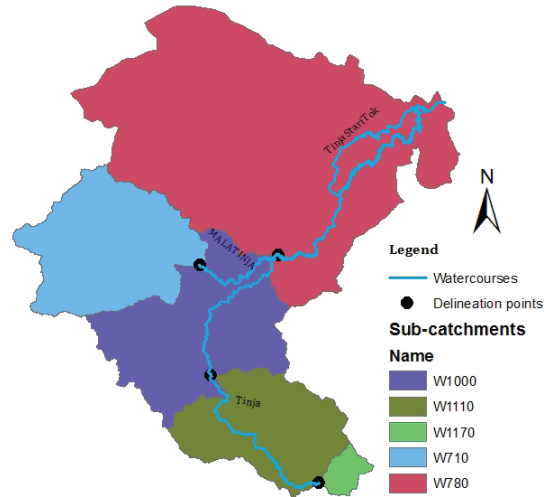 TinjaStariTok
N
MALATINJA
Tinja
Legend
Watercourses
Delineation points
Sub-catchments
Name
W1000
W1110
W1170
W710
W780